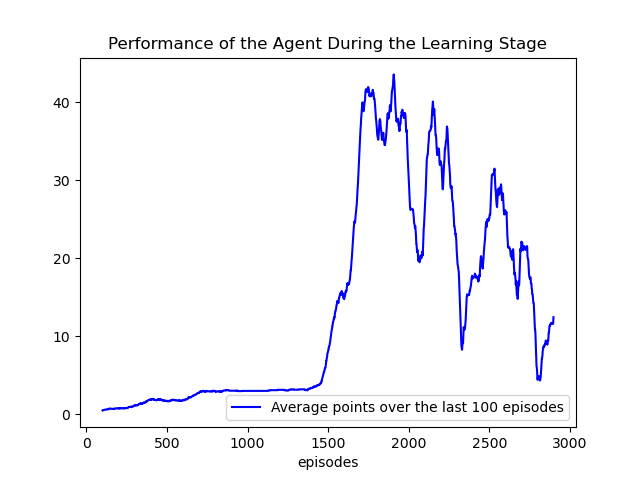 Performance of the Agent During the Learning Stage
40
30
20
10
0
Average points over the last 100 episodes
0 500 1000 1500 2000 2500 3000
episodes